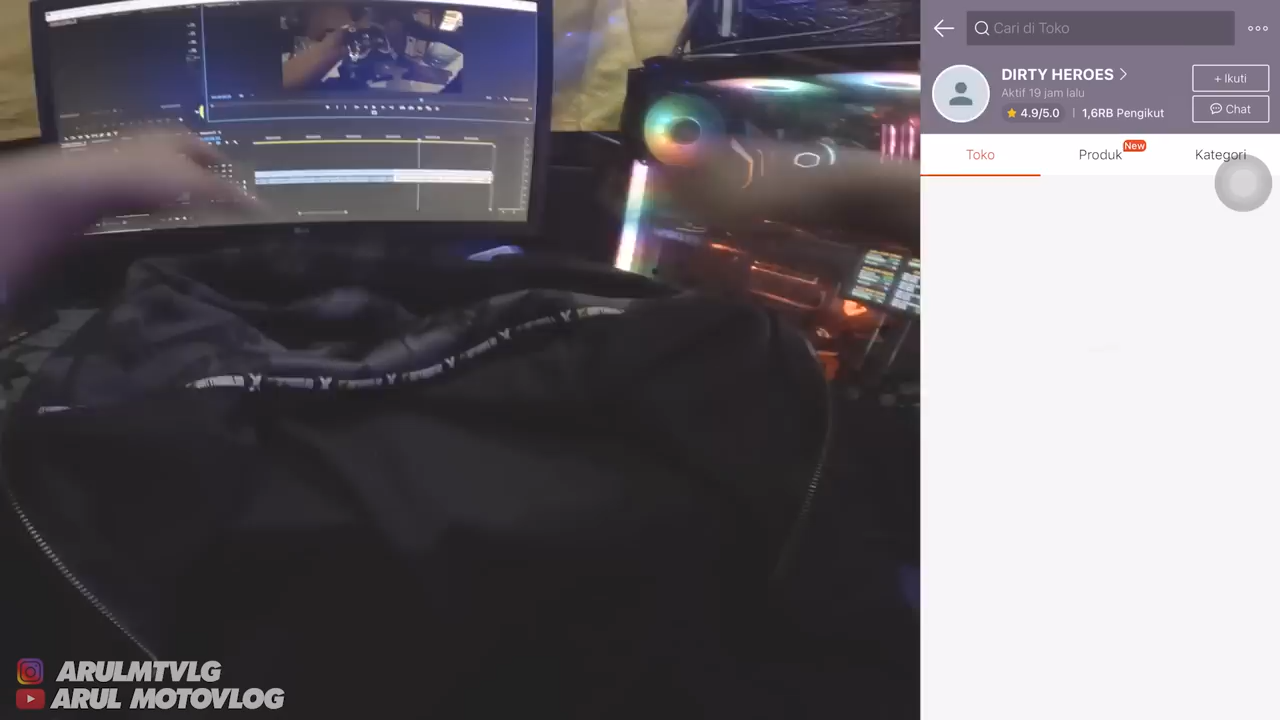 Cari di Toko
DIRTY HEROES
+ Ikuti
Aktif 19 jam lalu
4.9/5.0 | 1,6RB Pengikut
Chat
Toko
Produk
New
Kategori
ARULMTVLG
ARUL MOTOVLOG